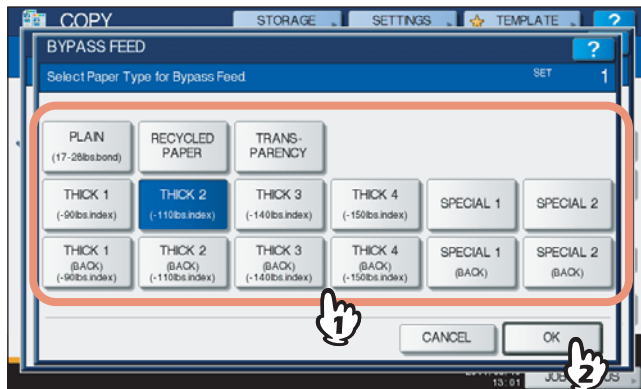 COPY
STORAGE
SETTINGS
TEMPLATE
?
BYPASS FEED
?
Select Paper Type for Bypass Feed.
SET 1
PLAIN
(17-28lbs.bond)
RECYCLED
PAPER
TRANS-
PARENCY
THICK 1
(-90lbs.index)
THICK 2
(-110lbs.index)
THICK 3
(-140lbs.index)
THICK 4
(-150lbs.index)
SPECIAL 1
SPECIAL 2
THICK 1
(BACK)
(-90lbs.index)
THICK 2
(BACK)
(-110lbs.index)
THICK 3
(BACK)
(-140lbs.index)
THICK 4
(BACK)
(-150lbs.index)
SPECIAL 1
(BACK)
SPECIAL 2
(BACK)
1
CANCEL
OK
2
13:01